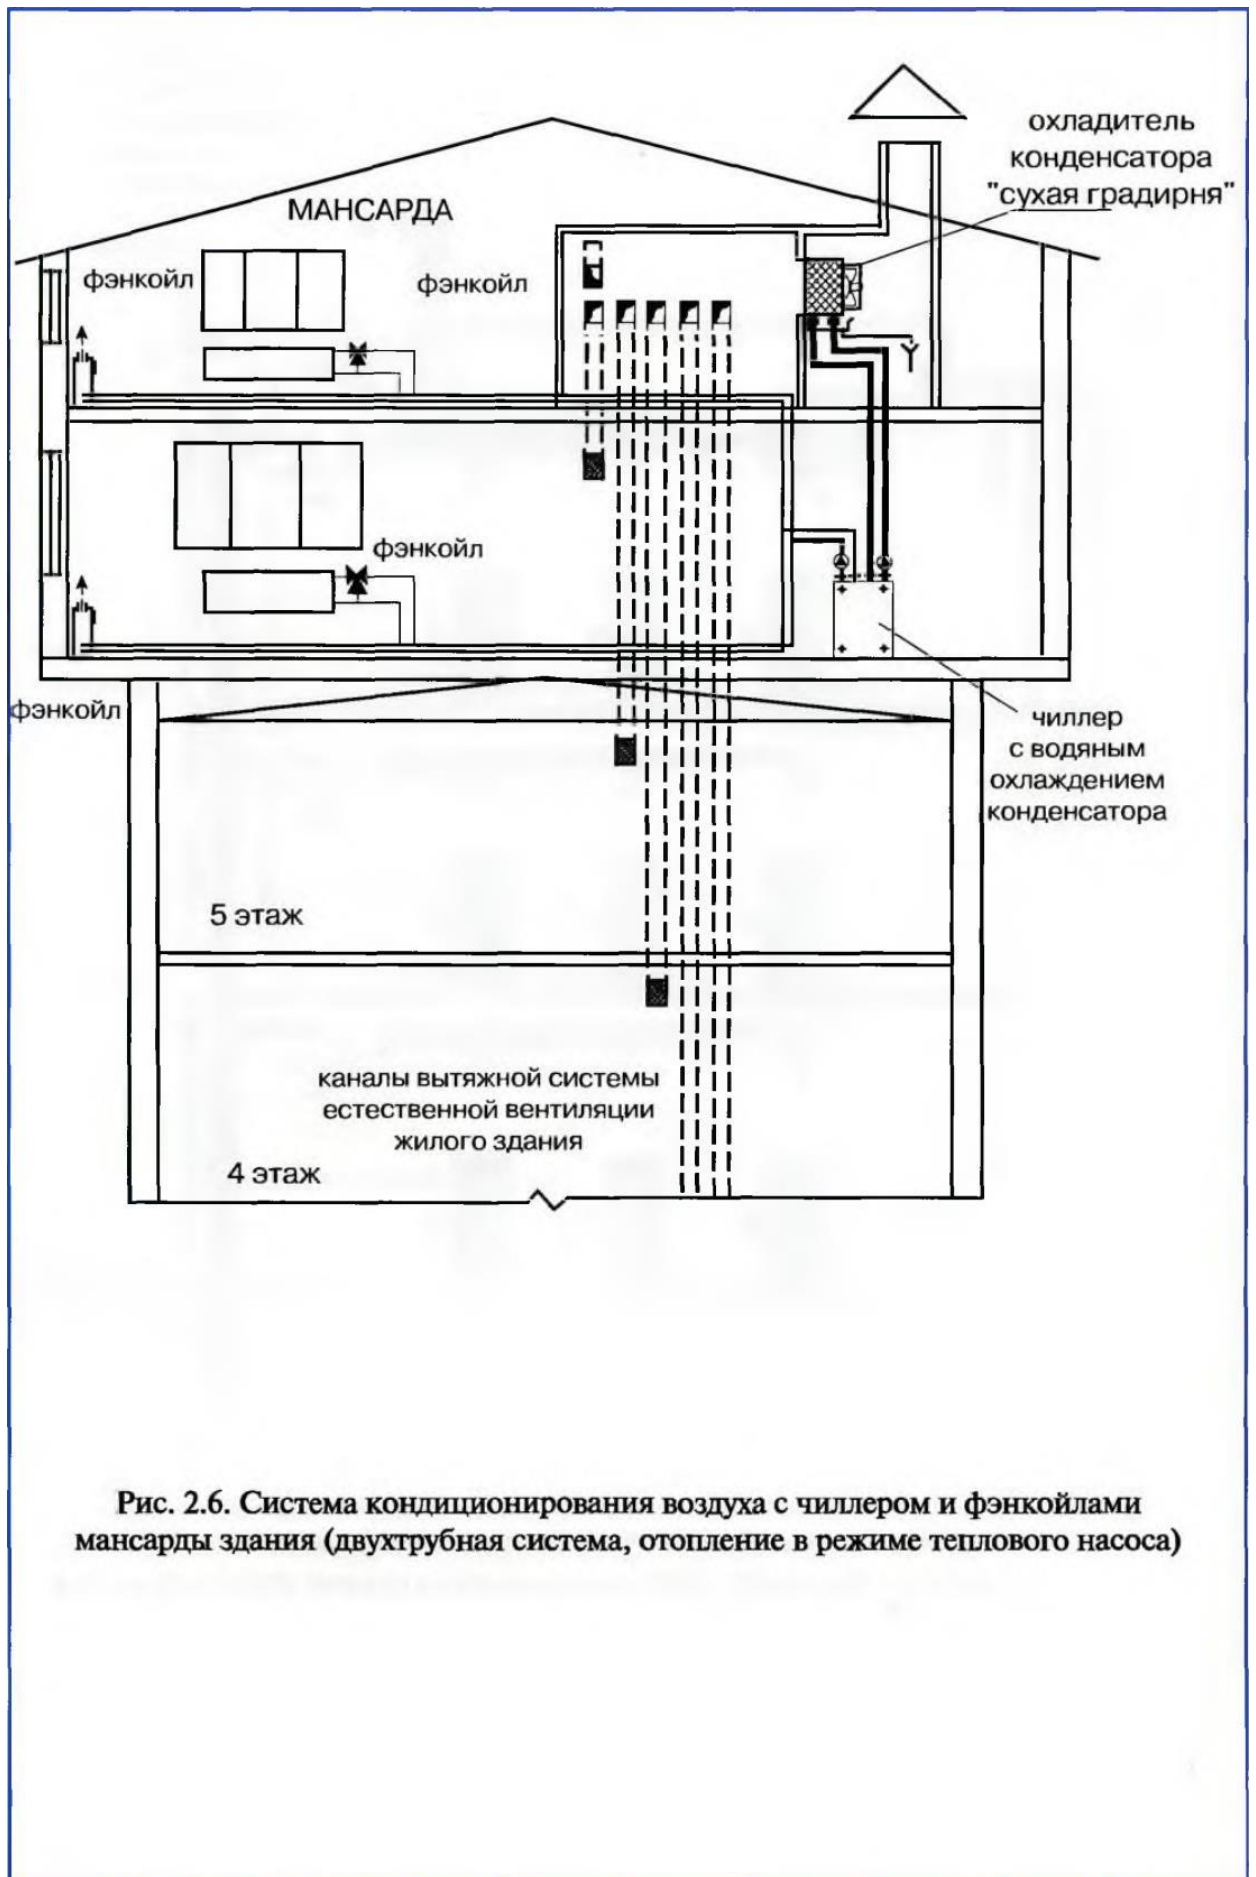 охладитель
конденсатора
"сухая градирня"
МАНСАРДА
фэнкойл
фэнкойл
фэнкойл
фэнкойл
чиллер
с водяным
охлаждением
конденсатора
5 этаж
каналы вытяжной системы
естественной вентиляции
жилого здания
4 этаж
Рис. 2.6. Система кондиционирования воздуха с чиллером и фэнкойлами
мансарды здания (двухтрубная система, отопление в режиме теплового насоса)